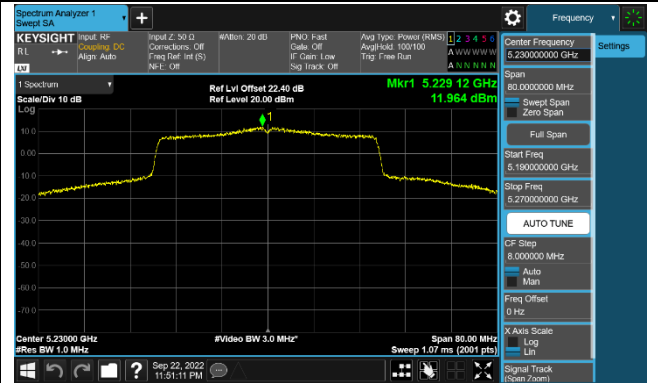 Spectrum Analyzer 1
Swept SA
Frequency
KEYSIGHT
R L
LXI
Input: RF
Coupling: DC
Align: Auto
Input Z: 50 Ω
Corrections: Off
Freq Ref: Int (S)
NFE: Off
#Atten: 20 dB
PNO: Fast
Gate: Off
IF Gain: Low
Sig Track: Off
Avg Type: Power (RMS)
Avg|Hold: 100/100
Trig: Free Run
1 2 3 4 5 6
A W W W W W
A N N N N N
1 Spectrum
Scale/Div 10 dB
Log
Ref Lvl Offset 22.40 dB
Ref Level 20.00 dBm
Mkr1 5.229 12 GHz
11.964 dBm
1
10.0
0.00
-10.0
-20.0
-30.0
-40.0
-50.0
-60.0
-70.0
Center 5.23000 GHz
#Res BW 1.0 MHz
#Video BW 3.0 MHz*
Span 80.00 MHz
Sweep 1.07 ms (2001 pts)
Sep 22, 2022
11:51:11 PM
Center Frequency
5.230000000 GHz
Settings
Span
80.0000000 MHz
Swept Span
Zero Span
Full Span
Start Freq
5.190000000 GHz
Stop Freq
5.270000000 GHz
AUTO TUNE
CF Step
8.000000 MHz
Auto
Man
Freq Offset
0 Hz
X Axis Scale
Log
Lin
Signal Track
(Span Zoom)